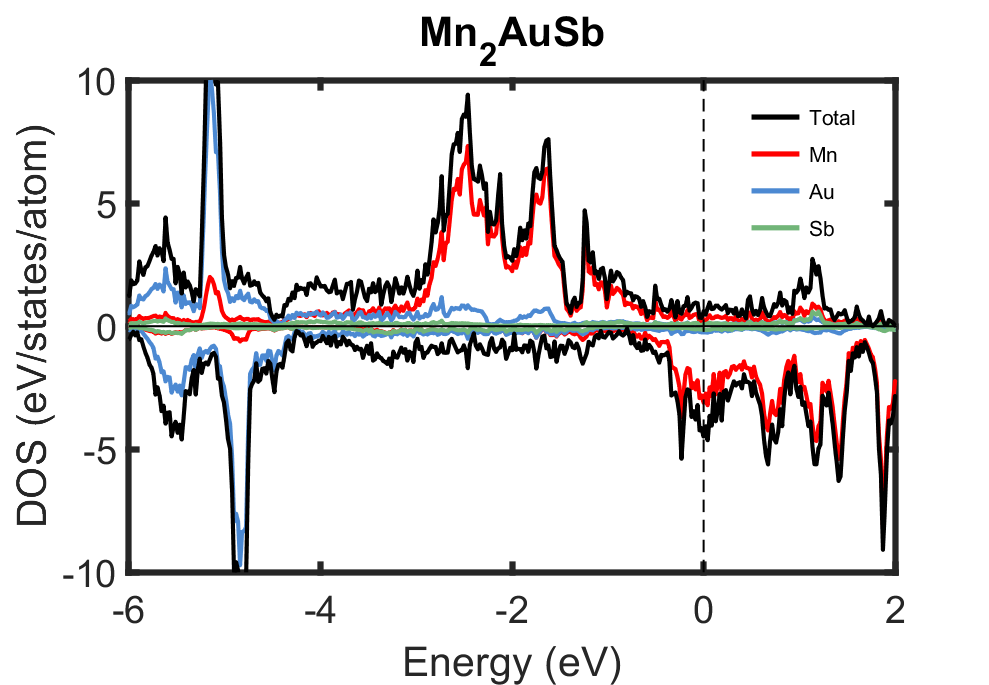 Mn₂AuSb
DOS (eV/states/atom)
10
5
0
-5
-10
Total
Mn
Au
Sb
-6 -4 -2 0 2
Energy (eV)